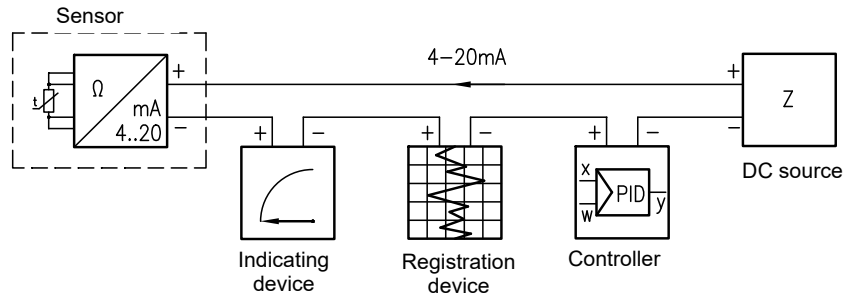 Sensor
4-20mA
+
+
Ω
Z
t
mA
4..20
−
−
+
−
+
−
+
−
DC source
x
PID
w
y
Indicating
device
Registration
device
Controller